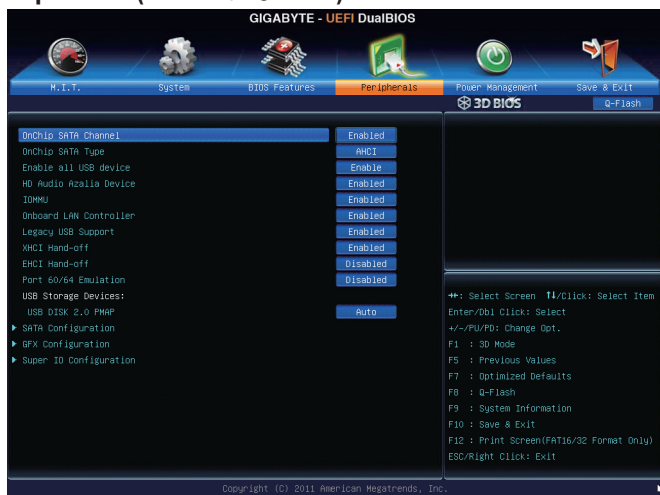 GIGABYTE - UEFI DualBIOS
M.I.T. System BIOS Features Peripherals Power Management Save & Exit
3D BIOS Q-Flash
OnChip SATA Channel Enabled
OnChip SATA Type AHCI
Enable all USB device Enable
HD Audio Azalia Device Enabled
IOMMU Enabled
Onboard LAN Controller Enabled
Legacy USB Support Enabled
XHCI Hand-off Enabled
EHCI Hand-off Disabled
Port 60/64 Emulation Disabled
USB Storage Devices:
USB DISK 2.0 PMAP Auto
SATA Configuration
GFX Configuration
Super IO Configuration
→←: Select Screen ↑↓/Click: Select Item
Enter/Dbl Click: Select
+/-/PU/PD: Change Opt.
F1 : 3D Mode
F5 : Previous Values
F7 : Optimized Defaults
F8 : Q-Flash
F9 : System Information
F10 : Save & Exit
F12 : Print Screen(FAT16/32 Format Only)
ESC/Right Click: Exit
Copyright (C) 2011 American Megatrends, Inc.